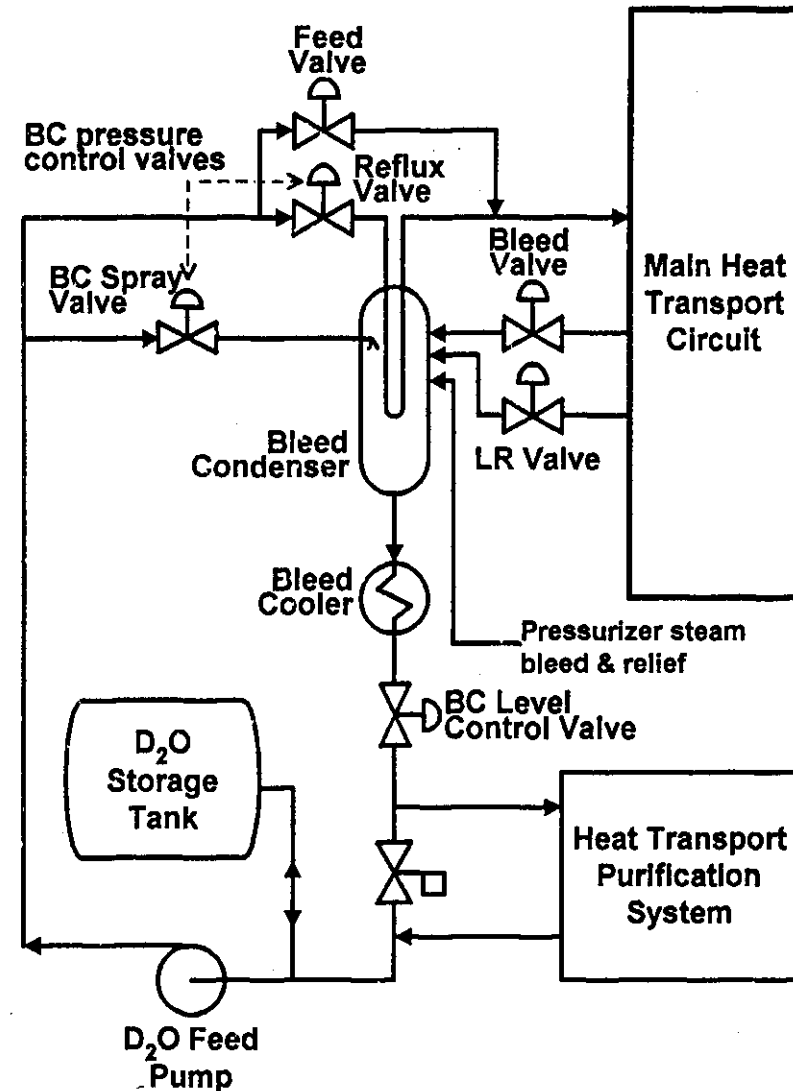 Feed
Valve
BC pressure
control valves
Reflux
Valve
Bleed
Valve
Main Heat
Transport
Circuit
BC Spray
Valve
Bleed
Condenser
LR Valve
Bleed
Cooler
Pressurizer steam
bleed & relief
BC Level
Control Valve
D₂O
Storage
Tank
Heat Transport
Purification
System
D₂O Feed
Pump